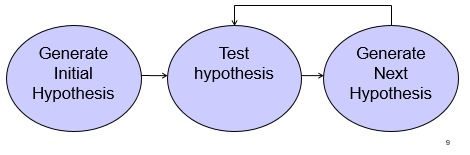 Generate
Initial
Hypothesis
Test
hypothesis
Generate
Next
Hypothesis
9